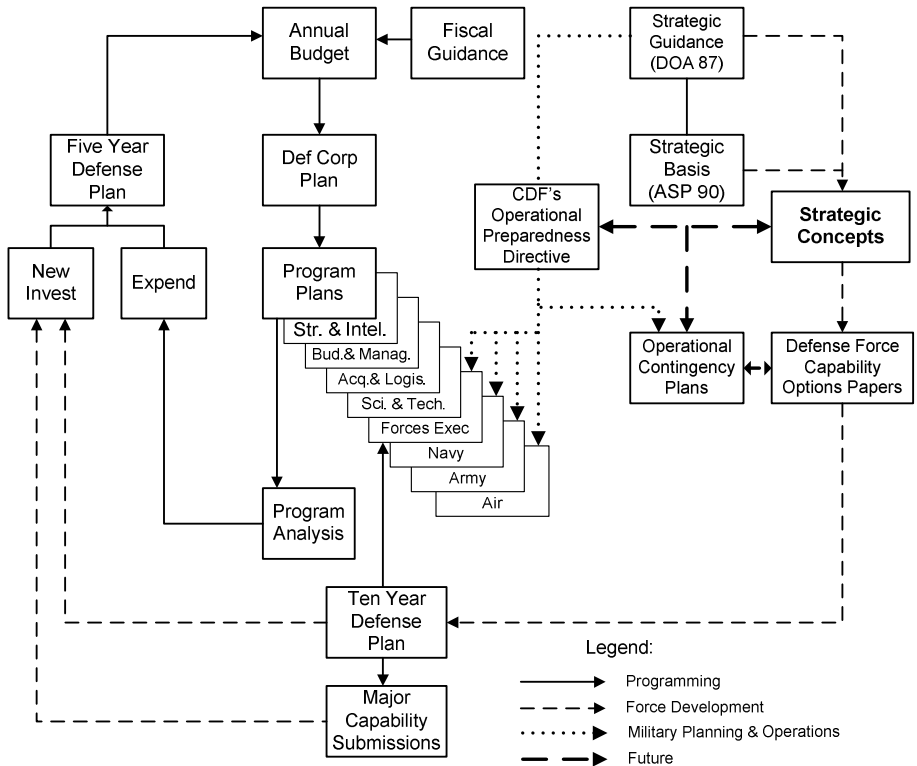 Annual
Budget
Fiscal
Guidance
Strategic
Guidance
(DOA 87)
Five Year
Defense
Plan
Def Corp
Plan
Strategic
Basis
(ASP 90)
CDF's
Operational
Preparedness
Directive
Strategic
Concepts
New
Invest
Expend
Program
Plans
Str. & Intel.
Bud.& Manag.
Acq.& Logis.
Sci. & Tech.
Forces Exec
Navy
Army
Air
Operational
Contingency
Plans
Defense Force
Capability
Options Papers
Program
Analysis
Ten Year
Defense
Plan
Major
Capability
Submissions
Legend:
Programming
Force Development
Military Planning & Operations
Future